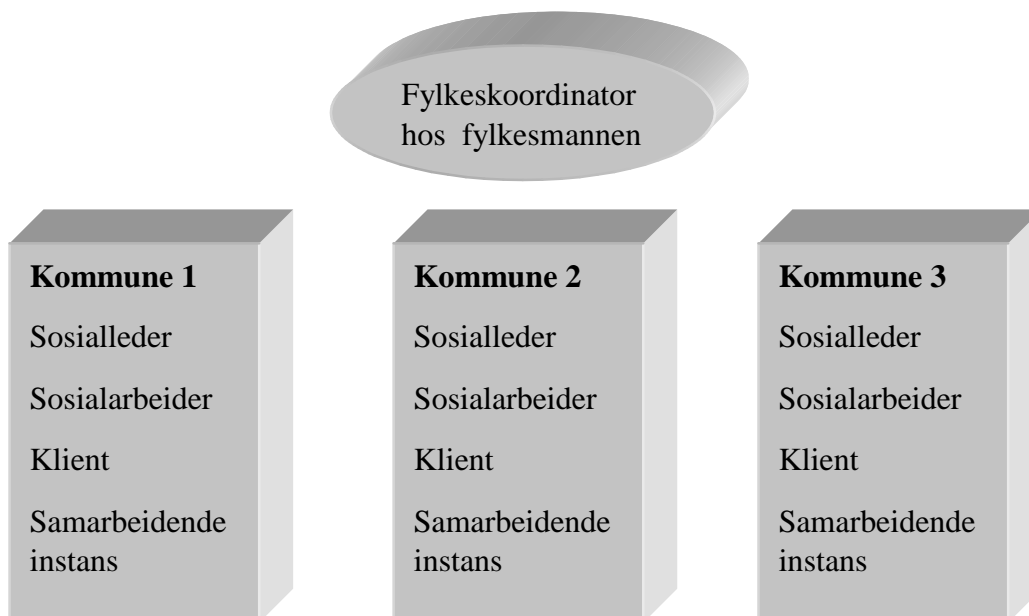 Fylkeskoordinator
hos fylkesmannen
Kommune 1
Sosialleder
Sosialarbeider
Klient
Samarbeidende
instans
Kommune 2
Sosialleder
Sosialarbeider
Klient
Samarbeidende
instans
Kommune 3
Sosialleder
Sosialarbeider
Klient
Samarbeidende
instans